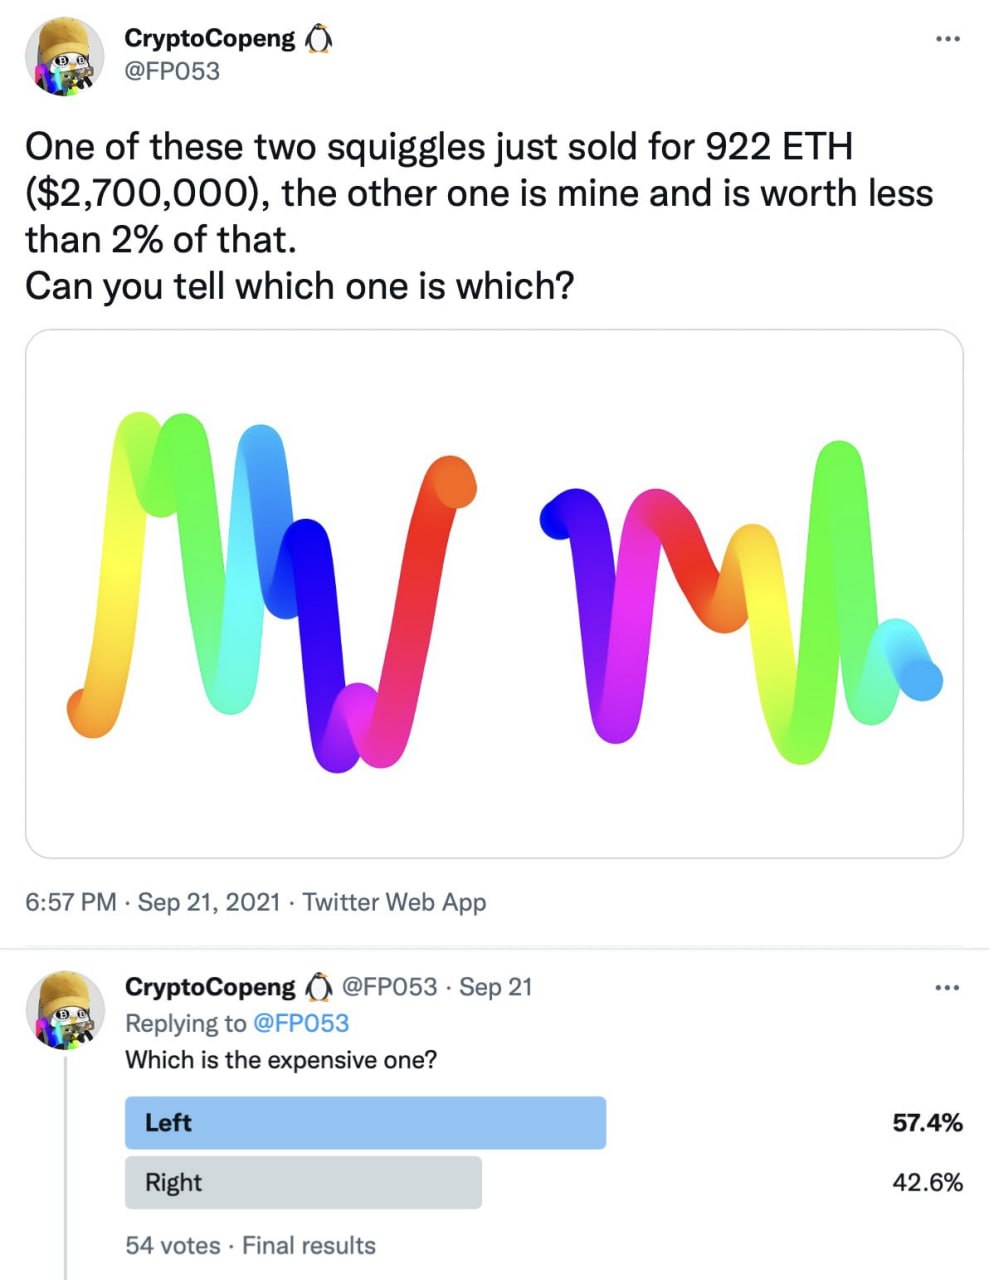 CryptoCopeng 🐧
@FP053
One of these two squiggles just sold for 922 ETH
($2,700,000), the other one is mine and is worth less
than 2% of that.
Can you tell which one is which?
6:57 PM · Sep 21, 2021 · Twitter Web App
CryptoCopeng 🐧 @FP053 · Sep 21
Replying to @FP053
Which is the expensive one?
Left 57.4%
Right 42.6%
54 votes · Final results